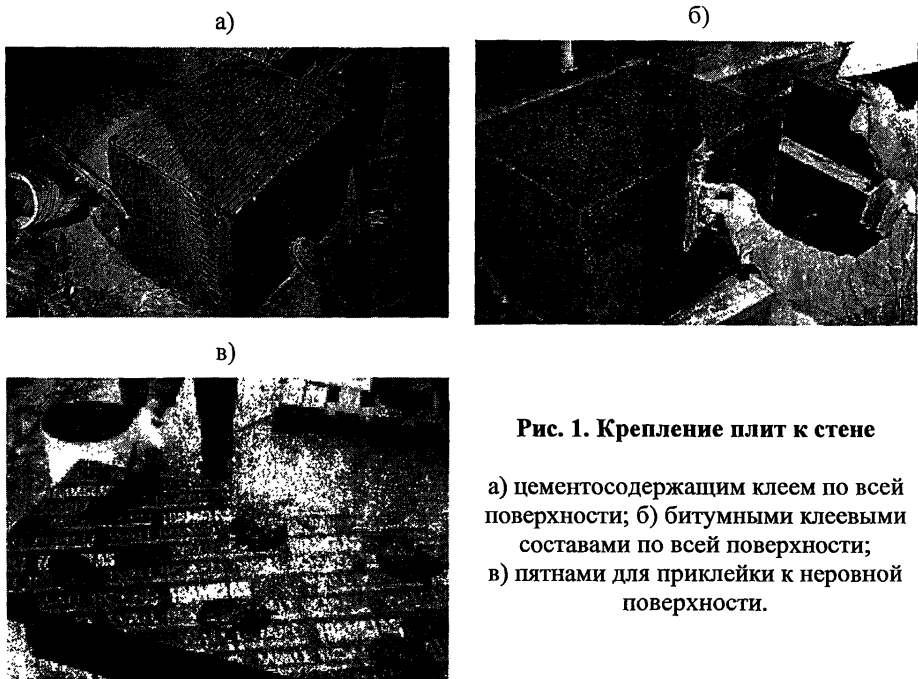 а)
б)
в)
Рис. 1. Крепление плит к стене
а) цементосодержащим клеем по всей
поверхности; б) битумными клеевыми
составами по всей поверхности;
в) пятнами для приклейки к неровной
поверхности.